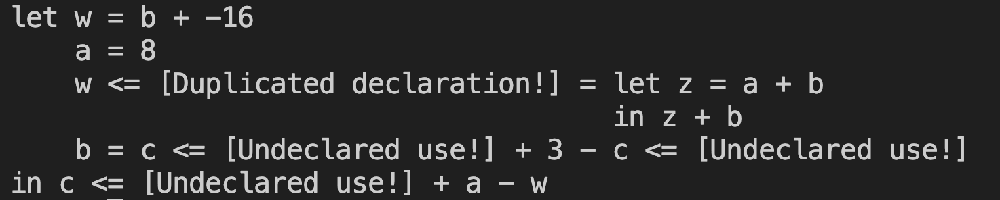 let w = b + −16
    a = 8
    w <= [Duplicated declaration!] = let z = a + b
                                     in z + b
    b = c <= [Undeclared use!] + 3 − c <= [Undeclared use!]
in c <= [Undeclared use!] + a − w